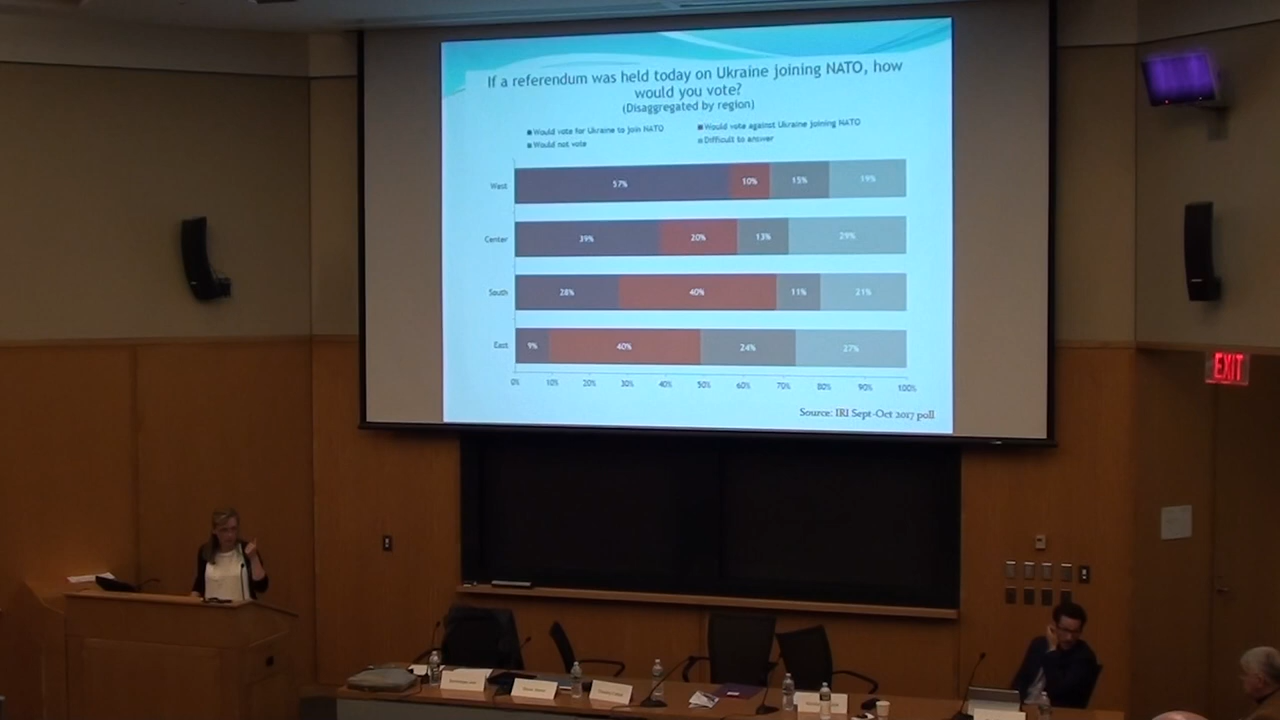 If a referendum was held today on Ukraine joining NATO, how
would you vote?
(Disaggregated by region)
Would vote for Ukraine to join NATO
Would vote against Ukraine joining NATO
Would not vote
Difficult to answer
West 57% 10% 15% 19%
Center 39% 20% 13% 29%
South 28% 40% 11% 21%
East 9% 40% 24% 27%
0% 10% 20% 30% 40% 50% 60% 70% 80% 90% 100%
Source: IRI Sept-Oct 2017 poll
EXIT